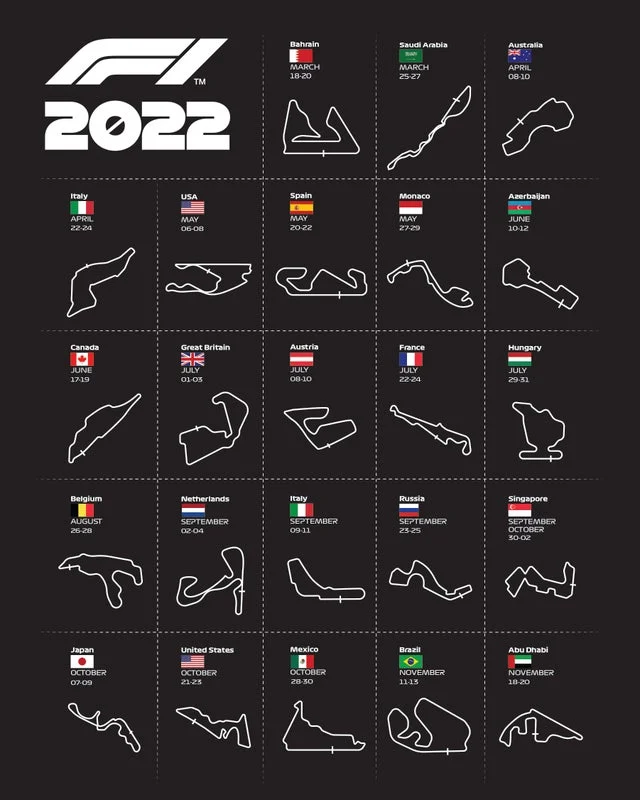 F1 TM
2022
Bahrain
MARCH
18-20
Saudi Arabia
MARCH
25-27
Australia
APRIL
08-10
Italy
APRIL
22-24
USA
MAY
06-08
Spain
MAY
20-22
Monaco
MAY
27-29
Azerbaijan
JUNE
10-12
Canada
JUNE
17-19
Great Britain
JULY
01-03
Austria
JULY
08-10
France
JULY
22-24
Hungary
JULY
29-31
Belgium
AUGUST
26-28
Netherlands
SEPTEMBER
02-04
Italy
SEPTEMBER
09-11
Russia
SEPTEMBER
23-25
Singapore
SEPTEMBER
OCTOBER
30-02
Japan
OCTOBER
07-09
United States
OCTOBER
21-23
Mexico
OCTOBER
28-30
Brazil
NOVEMBER
11-13
Abu Dhabi
NOVEMBER
18-20